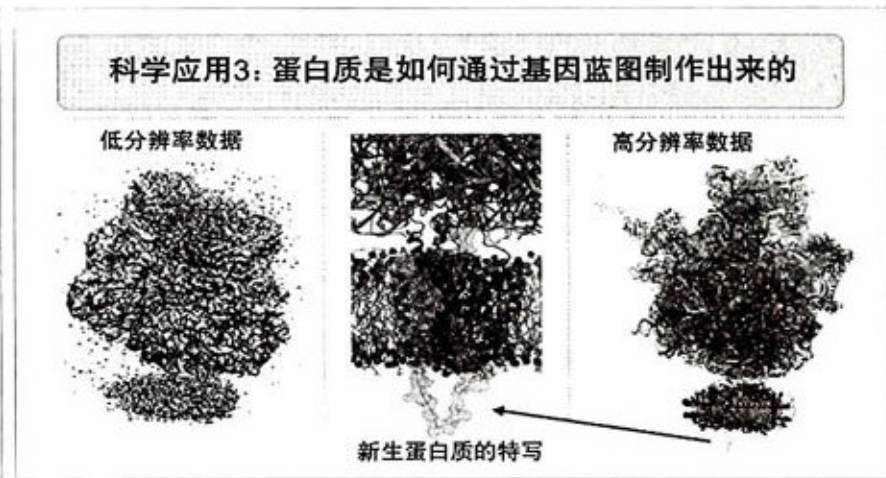 科学应用3：蛋白质是如何通过基因蓝图制作出来的
低分辨率数据
高分辨率数据
新生蛋白质的特写